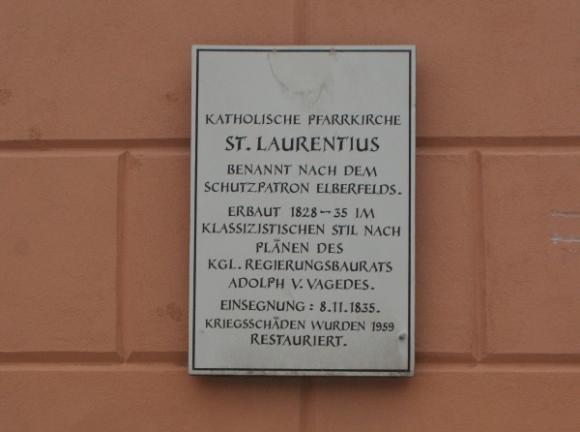 KATHOLISCHE PFARRKIRCHE
ST. LAURENTIUS
BENANNT NACH DEM
SCHUTZPATRON ELBERFELDS.
ERBAUT 1828-35 IM
KLASSIZISTISCHEN STIL NACH
PLÄNEN DES
KGL. REGIERUNGSBAURATS
ADOLPH V. VAGEDES.
EINSEGNUNG: 8.11.1835.
KRIEGSSCHÄDEN WURDEN 1959
RESTAURIERT.